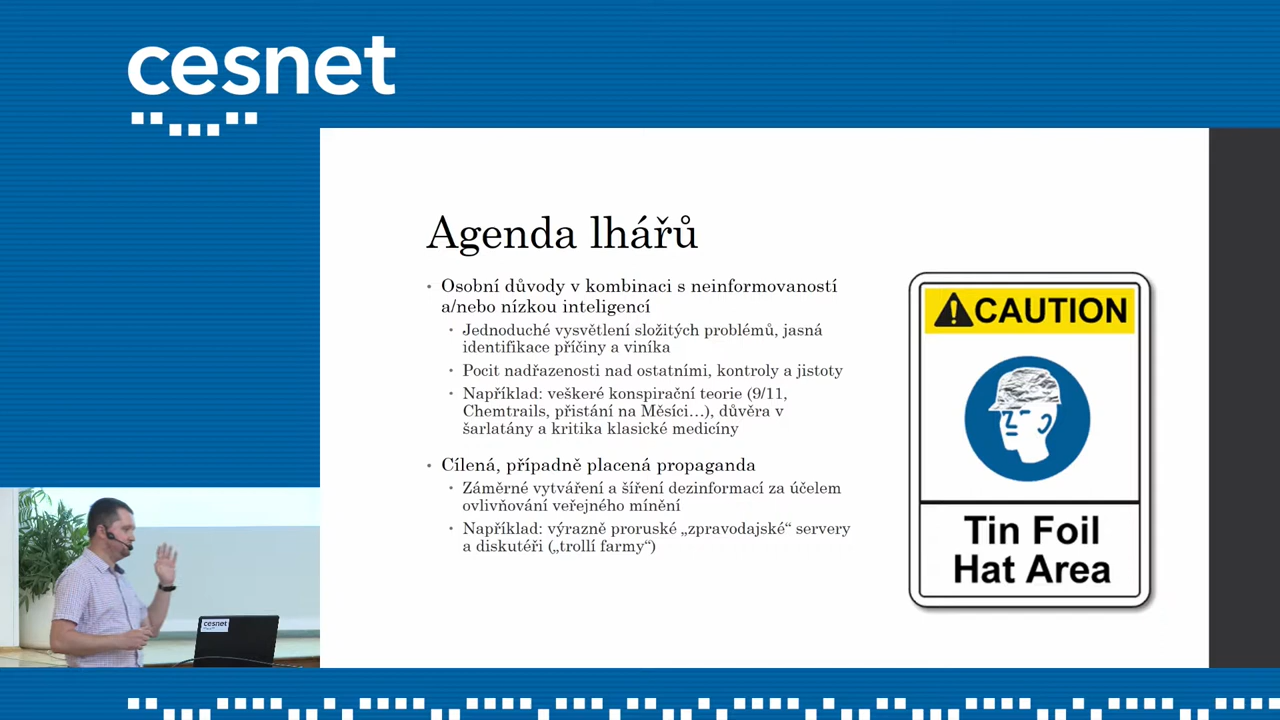 cesnet
Agenda lhářů
• Osobní důvody v kombinaci s neinformovaností
a/nebo nízkou inteligencí
• Jednoduché vysvětlení složitých problémů, jasná
identifikace příčiny a viníka
• Pocit nadřazenosti nad ostatními, kontroly a jistoty
• Například: veškeré konspirační teorie (9/11,
Chemtrails, přistání na Měsíci…), důvěra v
šarlatány a kritika klasické medicíny
• Cílená, případně placená propaganda
• Záměrné vytváření a šíření dezinformací za účelem
ovlivňování veřejného mínění
• Například: výrazně proruské „zpravodajské“ servery
a diskutéři („trollí farmy“)
CAUTION
Tin Foil
Hat Area
cesnet